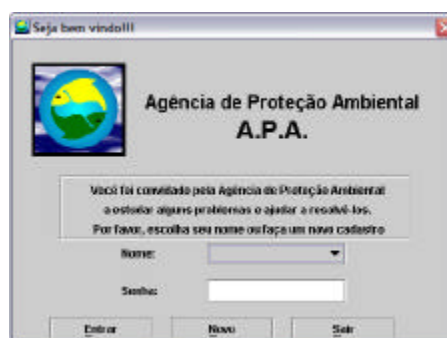 Seja bem vindo!!!
Agência de Proteção Ambiental
A.P.A.
Você foi convidado pela Agência de Proteção Ambiental
a estudar alguns problemas e ajudar a resolvê-los.
Por favor, escolha seu nome ou faça um novo cadastro
Nome:
Senha:
Entrar Novo Sair